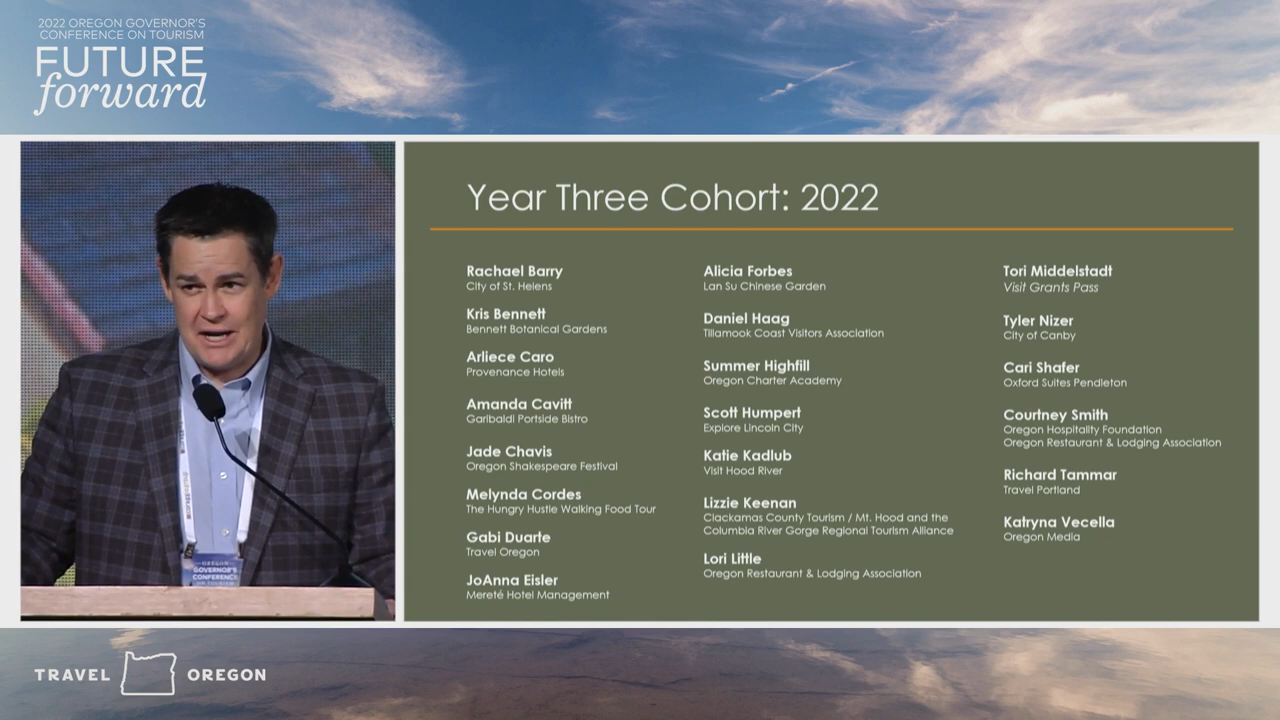 2022 OREGON GOVERNOR'S
CONFERENCE ON TOURISM
FUTURE
forward
Year Three Cohort: 2022
Rachael Barry
City of St. Helens
Kris Bennett
Bennett Botanical Gardens
Arliece Caro
Provenance Hotels
Amanda Cavitt
Garibaldi Portside Bistro
Jade Chavis
Oregon Shakespeare Festival
Melynda Cordes
The Hungry Hustle Walking Food Tour
Gabi Duarte
Travel Oregon
JoAnna Eisler
Mereté Hotel Management
Alicia Forbes
Lan Su Chinese Garden
Daniel Haag
Tillamook Coast Visitors Association
Summer Highfill
Oregon Charter Academy
Scott Humpert
Explore Lincoln City
Katie Kadlub
Visit Hood River
Lizzie Keenan
Clackamas County Tourism / Mt. Hood and the
Columbia River Gorge Regional Tourism Alliance
Lori Little
Oregon Restaurant & Lodging Association
Tori Middelstadt
Visit Grants Pass
Tyler Nizer
City of Canby
Cari Shafer
Oxford Suites Pendleton
Courtney Smith
Oregon Hospitality Foundation
Oregon Restaurant & Lodging Association
Richard Tammar
Travel Portland
Katryna Vecella
Oregon Media
OREGON
GOVERNOR'S
CONFERENCE
ON TOURISM
TRAVEL OREGON